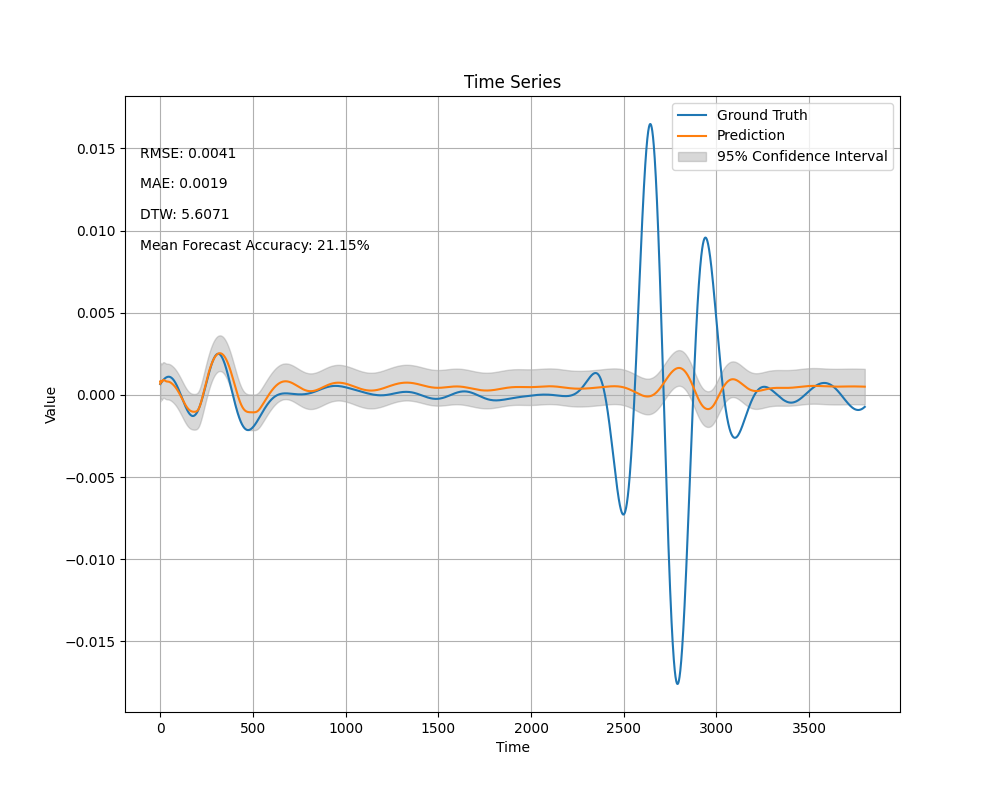 Time Series
Ground Truth
Prediction
95% Confidence Interval
RMSE: 0.0041
MAE: 0.0019
DTW: 5.6071
Mean Forecast Accuracy: 21.15%
Value
0.015
0.010
0.005
0.000
−0.005
−0.010
−0.015
0 500 1000 1500 2000 2500 3000 3500
Time